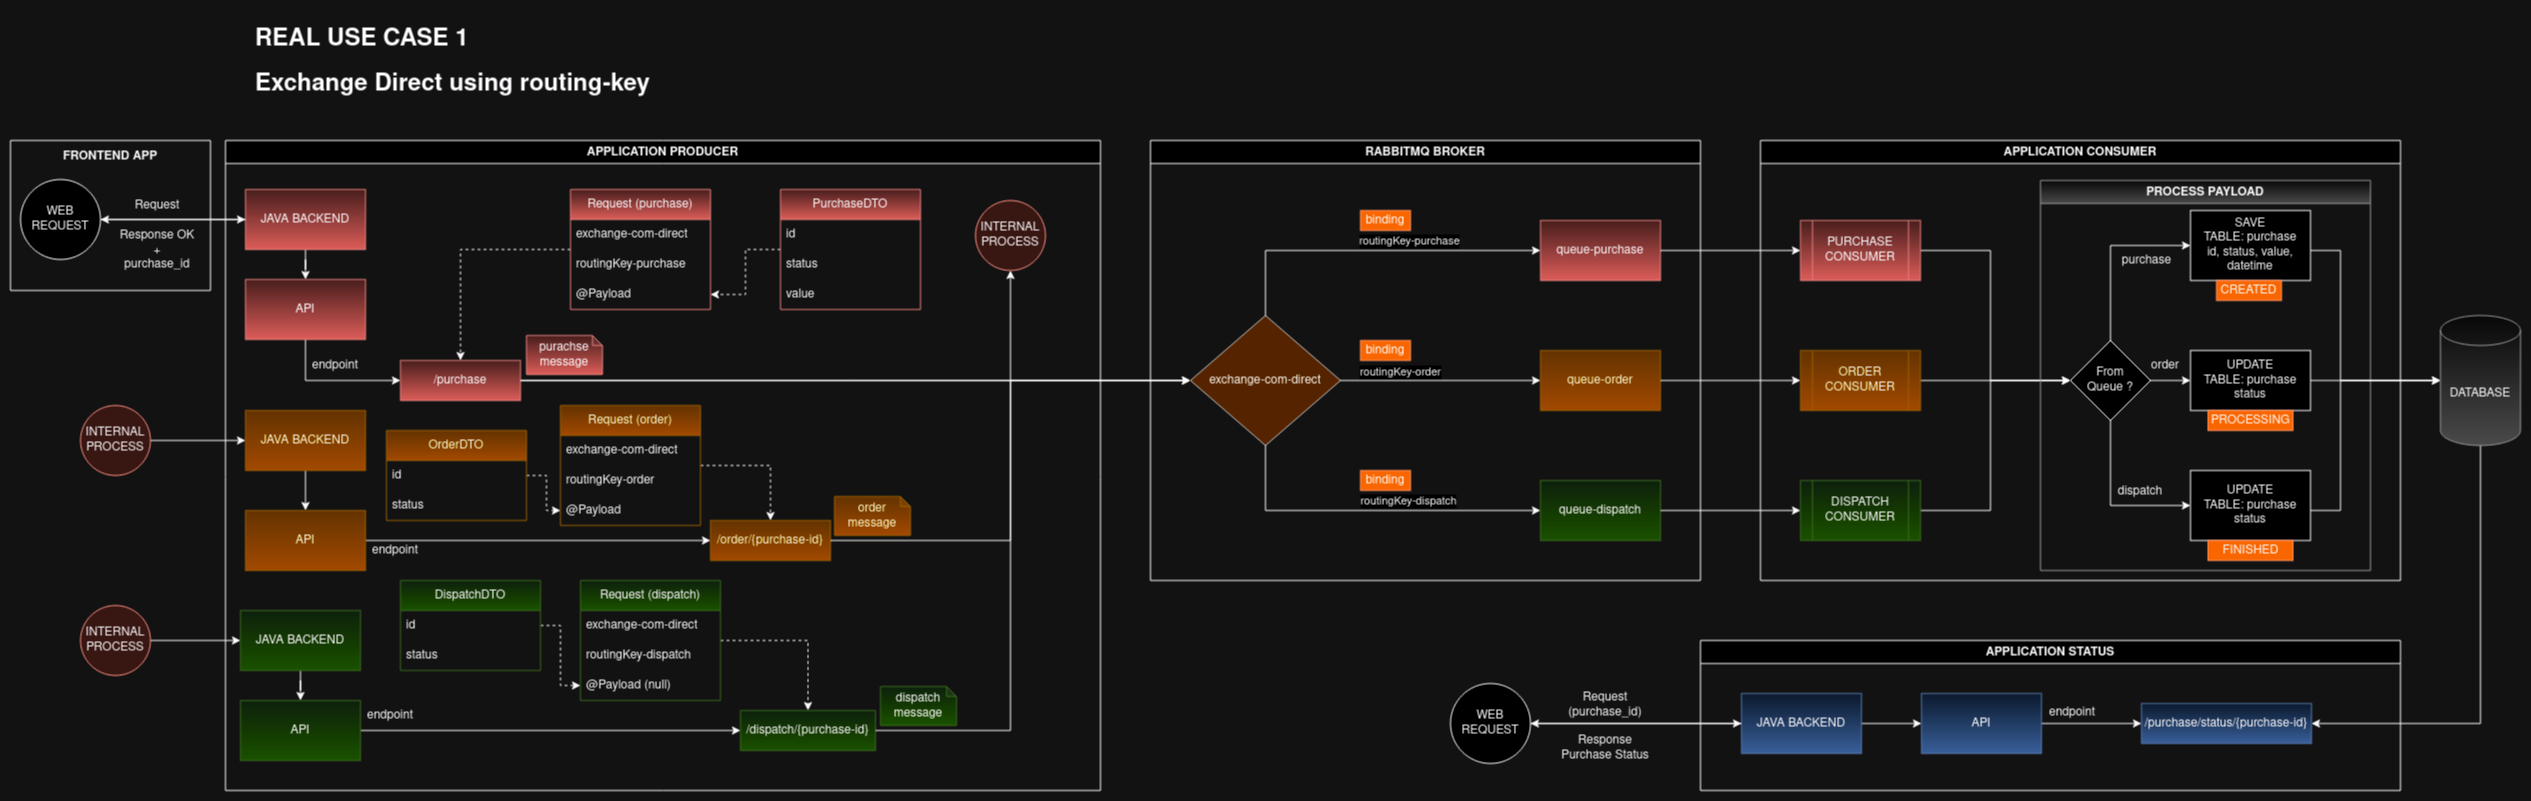 REAL USE CASE 1
Exchange Direct using routing-key
FRONTEND APP
WEB
REQUEST
Request
Response OK
+
purchase_id
APPLICATION PRODUCER
JAVA BACKEND
API
endpoint
Request (purchase)
exchange-com-direct
routingKey-purchase
@Payload
PurchaseDTO
id
status
value
INTERNAL
PROCESS
/purchase
purachse
message
INTERNAL
PROCESS
JAVA BACKEND
API
endpoint
OrderDTO
id
status
Request (order)
exchange-com-direct
routingKey-order
@Payload
/order/{purchase-id}
order
message
INTERNAL
PROCESS
JAVA BACKEND
API
endpoint
DispatchDTO
id
status
Request (dispatch)
exchange-com-direct
routingKey-dispatch
@Payload (null)
/dispatch/{purchase-id}
dispatch
message
RABBITMQ BROKER
exchange-com-direct
binding
routingKey-purchase
queue-purchase
binding
routingKey-order
queue-order
binding
routingKey-dispatch
queue-dispatch
APPLICATION CONSUMER
PURCHASE
CONSUMER
ORDER
CONSUMER
DISPATCH
CONSUMER
PROCESS PAYLOAD
From
Queue ?
purchase
SAVE
TABLE: purchase
id, status, value,
datetime
CREATED
order
UPDATE
TABLE: purchase
status
PROCESSING
dispatch
UPDATE
TABLE: purchase
status
FINISHED
DATABASE
APPLICATION STATUS
WEB
REQUEST
Request
(purchase_id)
Response
Purchase Status
JAVA BACKEND
API
endpoint
/purchase/status/{purchase-id}